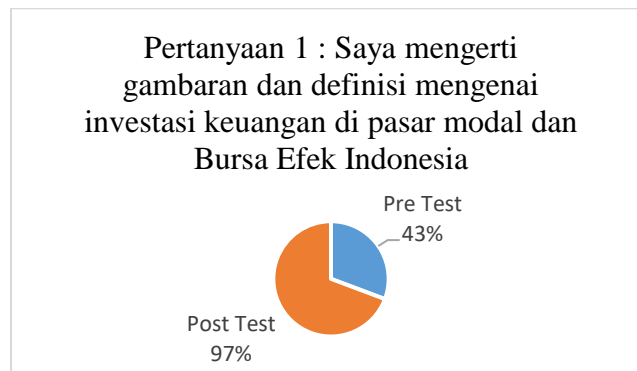 Pertanyaan 1 : Saya mengerti
gambaran dan definisi mengenai
investasi keuangan di pasar modal dan
Bursa Efek Indonesia
Pre Test
43%
Post Test
97%